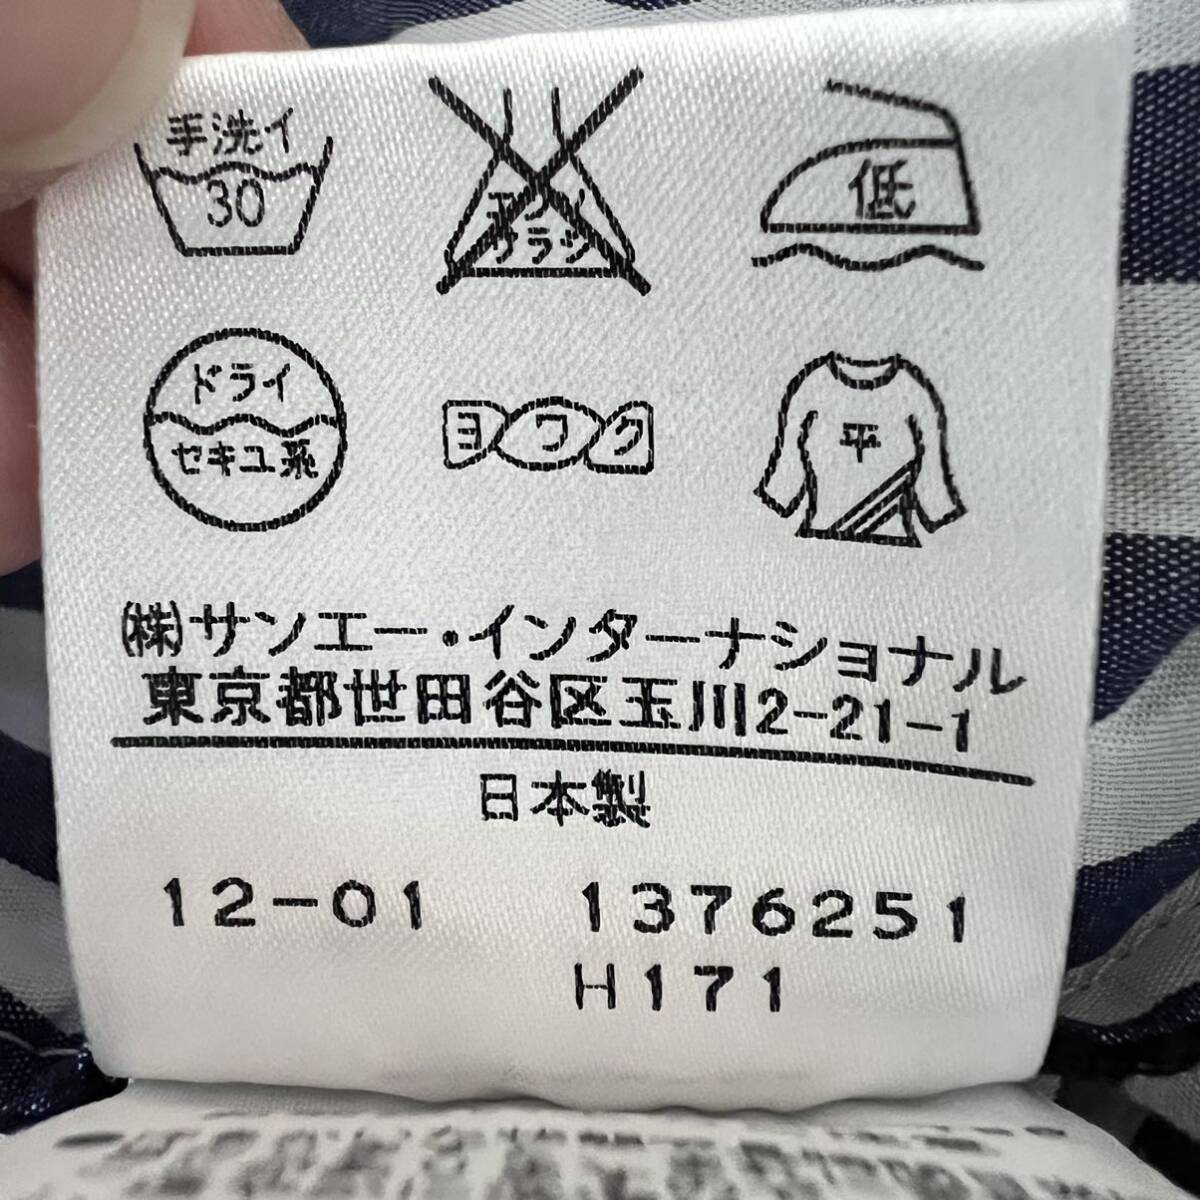 手洗イ
30
エンソ
サラシ
低
ドライ
セキユ系
ヨワク
平
(株)サンエー・インターナショナル
東京都世田谷区玉川2-21-1
日本製
12-01 1376251
H171